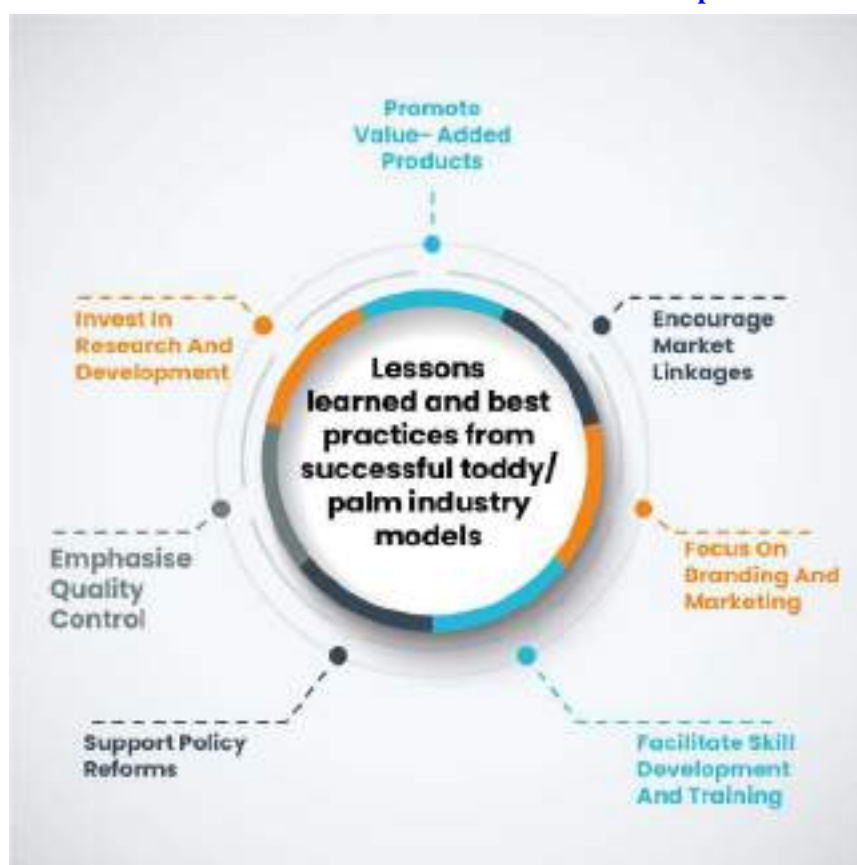 Promote
Value- Added
Products
Encourage
Market
Linkages
Focus On
Branding And
Marketing
Facilitate Skill
Development
And Training
Support Policy
Reforms
Emphasise
Quality
Control
Invest In
Research And
Development
Lessons
learned and best
practices from
successful toddy/
palm industry
models